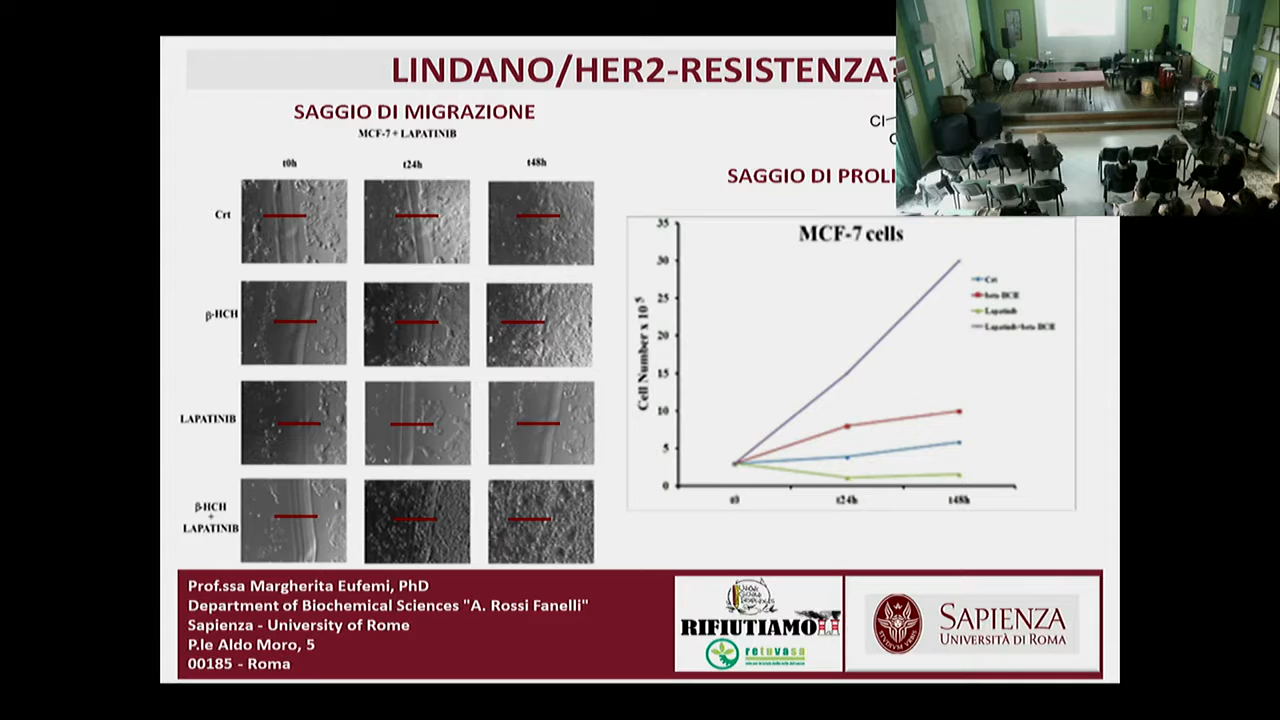 LINDANO/HER2-RESISTENZA?
SAGGIO DI MIGRAZIONE
MCF-7 + LAPATINIB
t0h
t24h
t48h
Crt
β-HCH
LAPATINIB
β-HCH
+
LAPATINIB
Cl
SAGGIO DI PROLI
MCF-7 cells
Cell Number x 10⁵
35
30
25
20
15
10
5
0
t0
t24h
t48h
Crt
beta HCH
Lapatinib
Lapatinib+beta HCH
Prof.ssa Margherita Eufemi, PhD
Department of Biochemical Sciences "A. Rossi Fanelli"
Sapienza - University of Rome
P.le Aldo Moro, 5
00185 - Roma
RIFIUTIAMOLI
retuvasa
SAPIENZA
UNIVERSITÀ DI ROMA